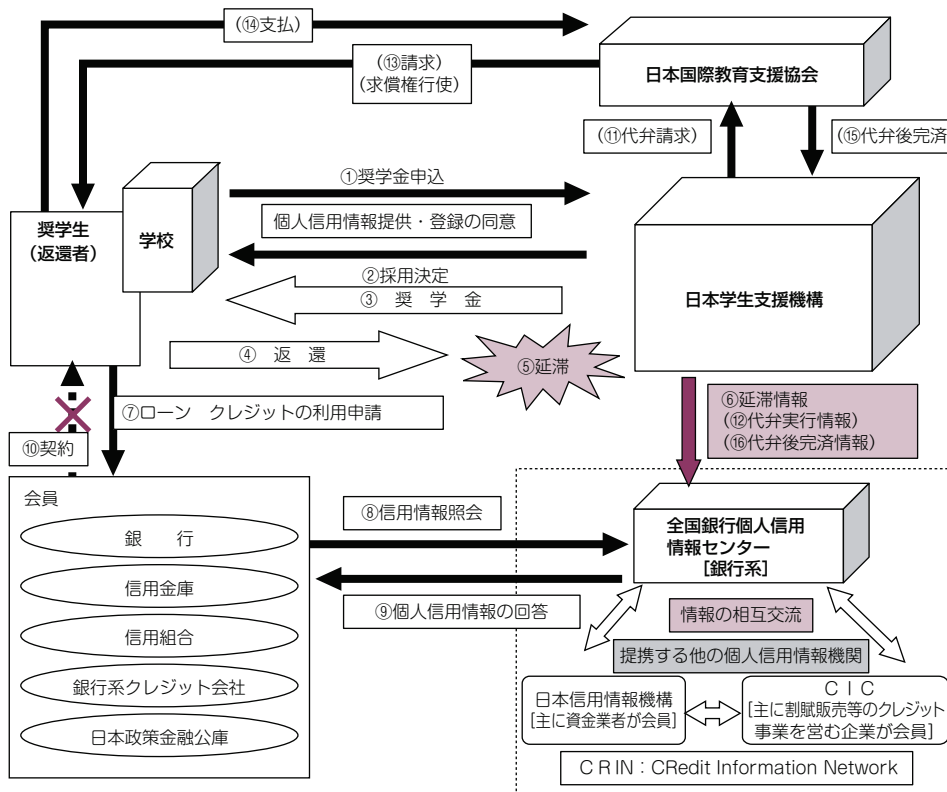 (⑭支払)
(⑬請求)
(求償権行使)
日本国際教育支援協会
(⑪代弁請求)
(⑮代弁後完済)
①奨学金申込
個人信用情報提供・登録の同意
奨学生
(返還者)
学校
②採用決定
③ 奨 学 金
日本学生支援機構
④ 返 還
⑤延滞
⑥延滞情報
(⑫代弁実行情報)
(⑯代弁後完済情報)
⑦ローン クレジットの利用申請
⑩契約
会員
銀 行
信用金庫
信用組合
銀行系クレジット会社
日本政策金融公庫
⑧信用情報照会
⑨個人信用情報の回答
全国銀行個人信用
情報センター
[銀行系]
情報の相互交流
提携する他の個人信用情報機関
日本信用情報機構
[主に資金業者が会員]
C I C
[主に割賦販売等のクレジット
事業を営む企業が会員]
C R IN : CRedit Information Network